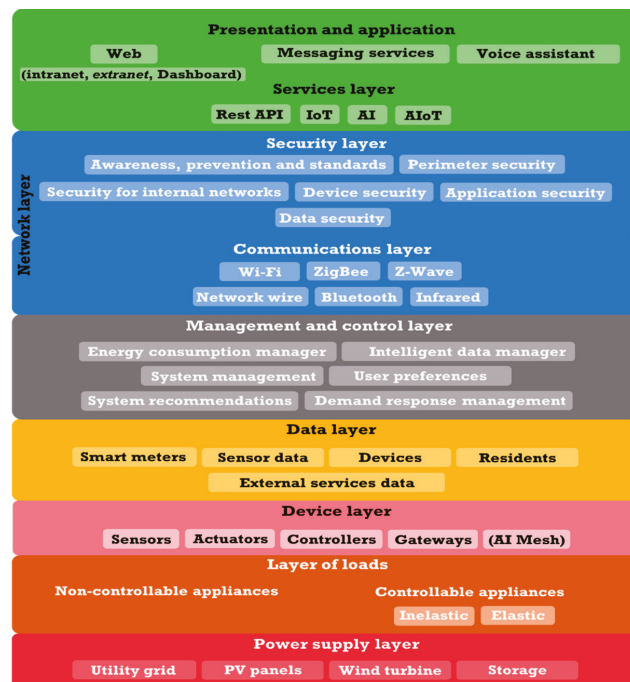 Presentation and application
Web Messaging services Voice assistant
(intranet, extranet, Dashboard)
Services layer
Rest API IoT AI AIoT
Network layer
Security layer
Awareness, prevention and standards Perimeter security
Security for internal networks Device security Application security
Data security
Communications layer
Wi-Fi ZigBee Z-Wave
Network wire Bluetooth Infrared
Management and control layer
Energy consumption manager Intelligent data manager
System management User preferences
System recommendations Demand response management
Data layer
Smart meters Sensor data Devices Residents
External services data
Device layer
Sensors Actuators Controllers Gateways (AI Mesh)
Layer of loads
Non-controllable appliances Controllable appliances
Inelastic Elastic
Power supply layer
Utility grid PV panels Wind turbine Storage